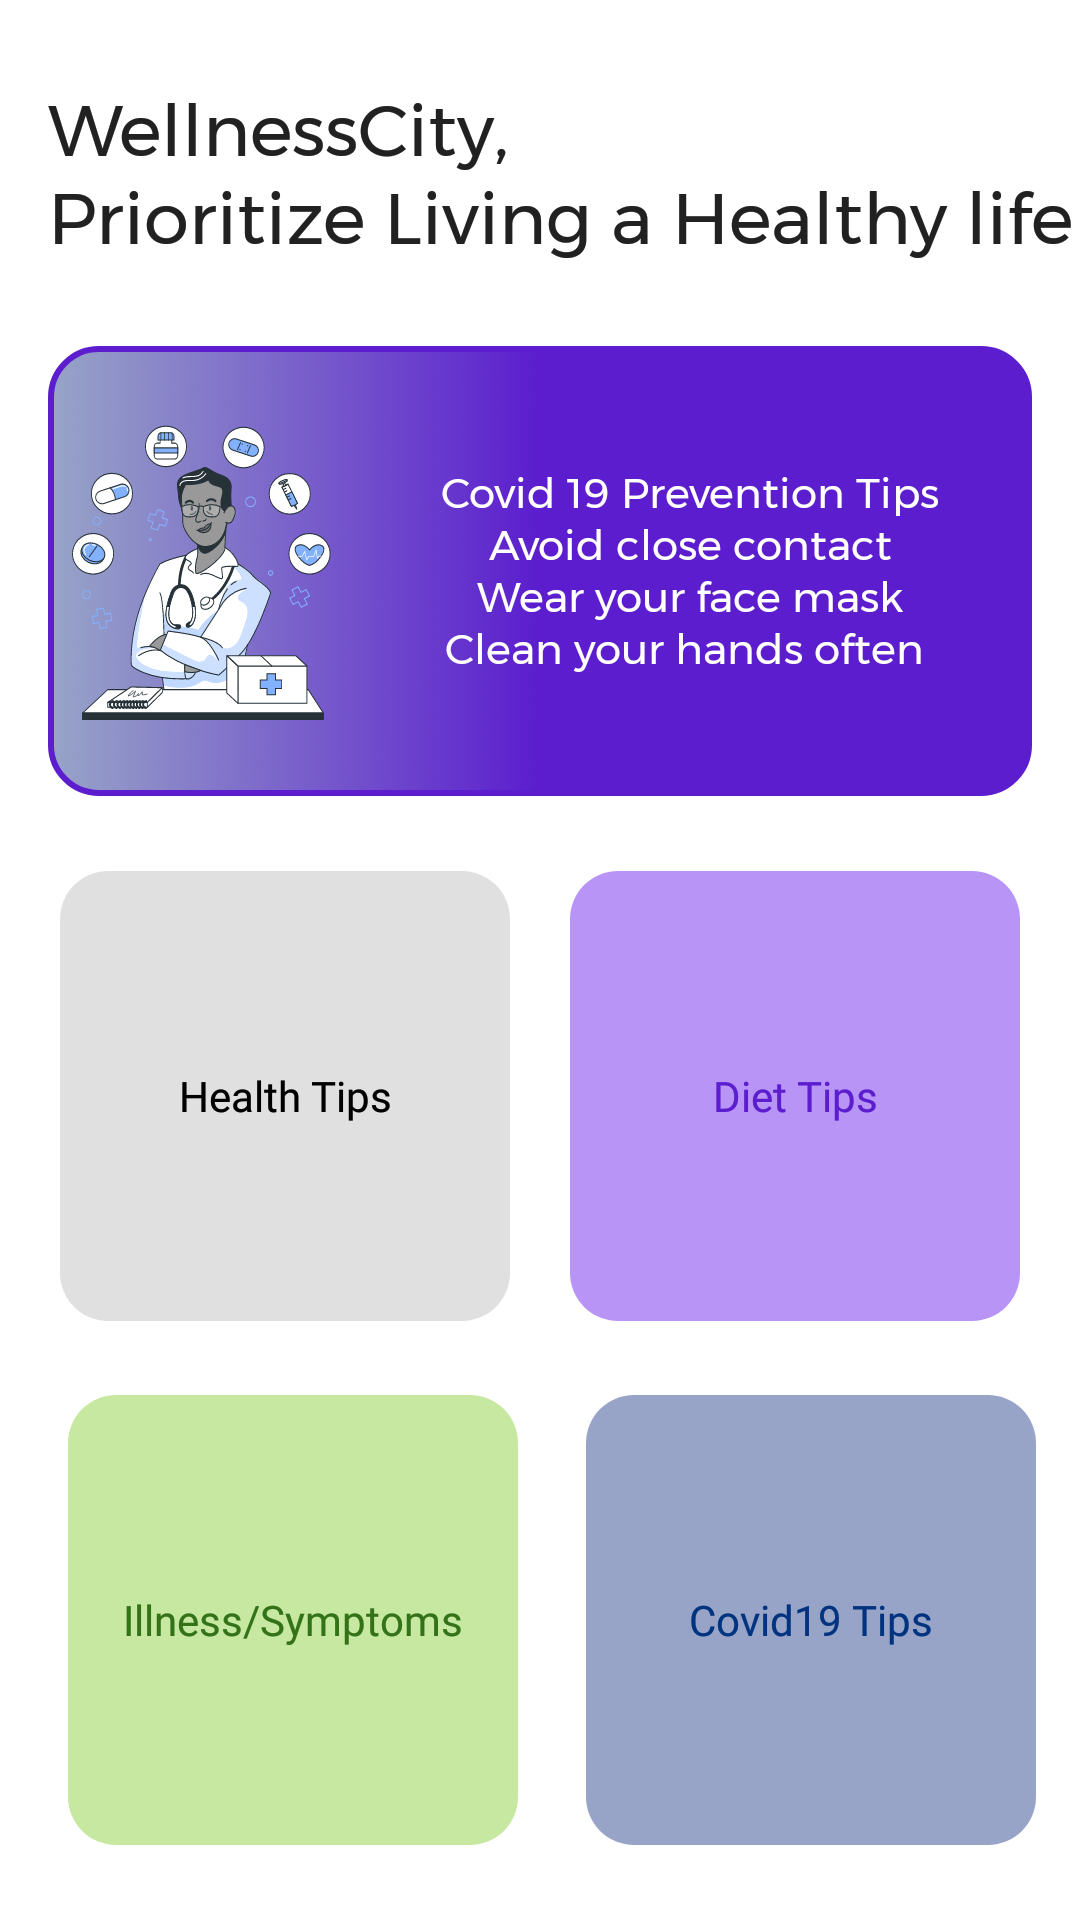 WellnessCity,
Prioritize Living a Healthy life
Covid 19 Prevention Tips
Avoid close contact
Wear your face mask
Clean your hands often
Health Tips
Diet Tips
Illness/Symptoms
Covid19 Tips